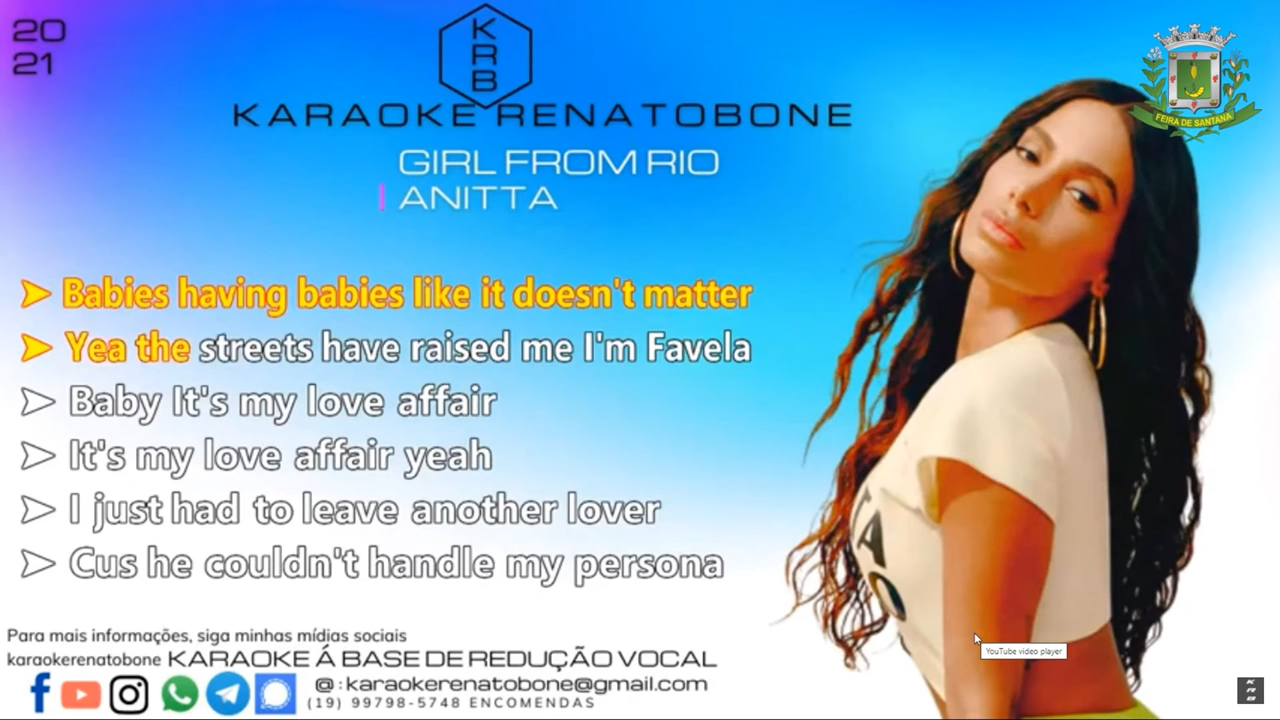 20
21
K
R
B
KARAOKE RENATOBONE
GIRL FROM RIO
ANITTA
FEIRA DE SANTANA
Babies having babies like it doesn't matter
Yea the streets have raised me I'm Favela
Baby It's my love affair
It's my love affair yeah
I just had to leave another lover
Cus he couldn't handle my persona
Para mais informações, siga minhas mídias sociais
karaokerenatobone KARAOKE Á BASE DE REDUÇÃO VOCAL
@:karaokerenatobone@gmail.com
(19) 99798-5748 ENCOMENDAS
YouTube video player